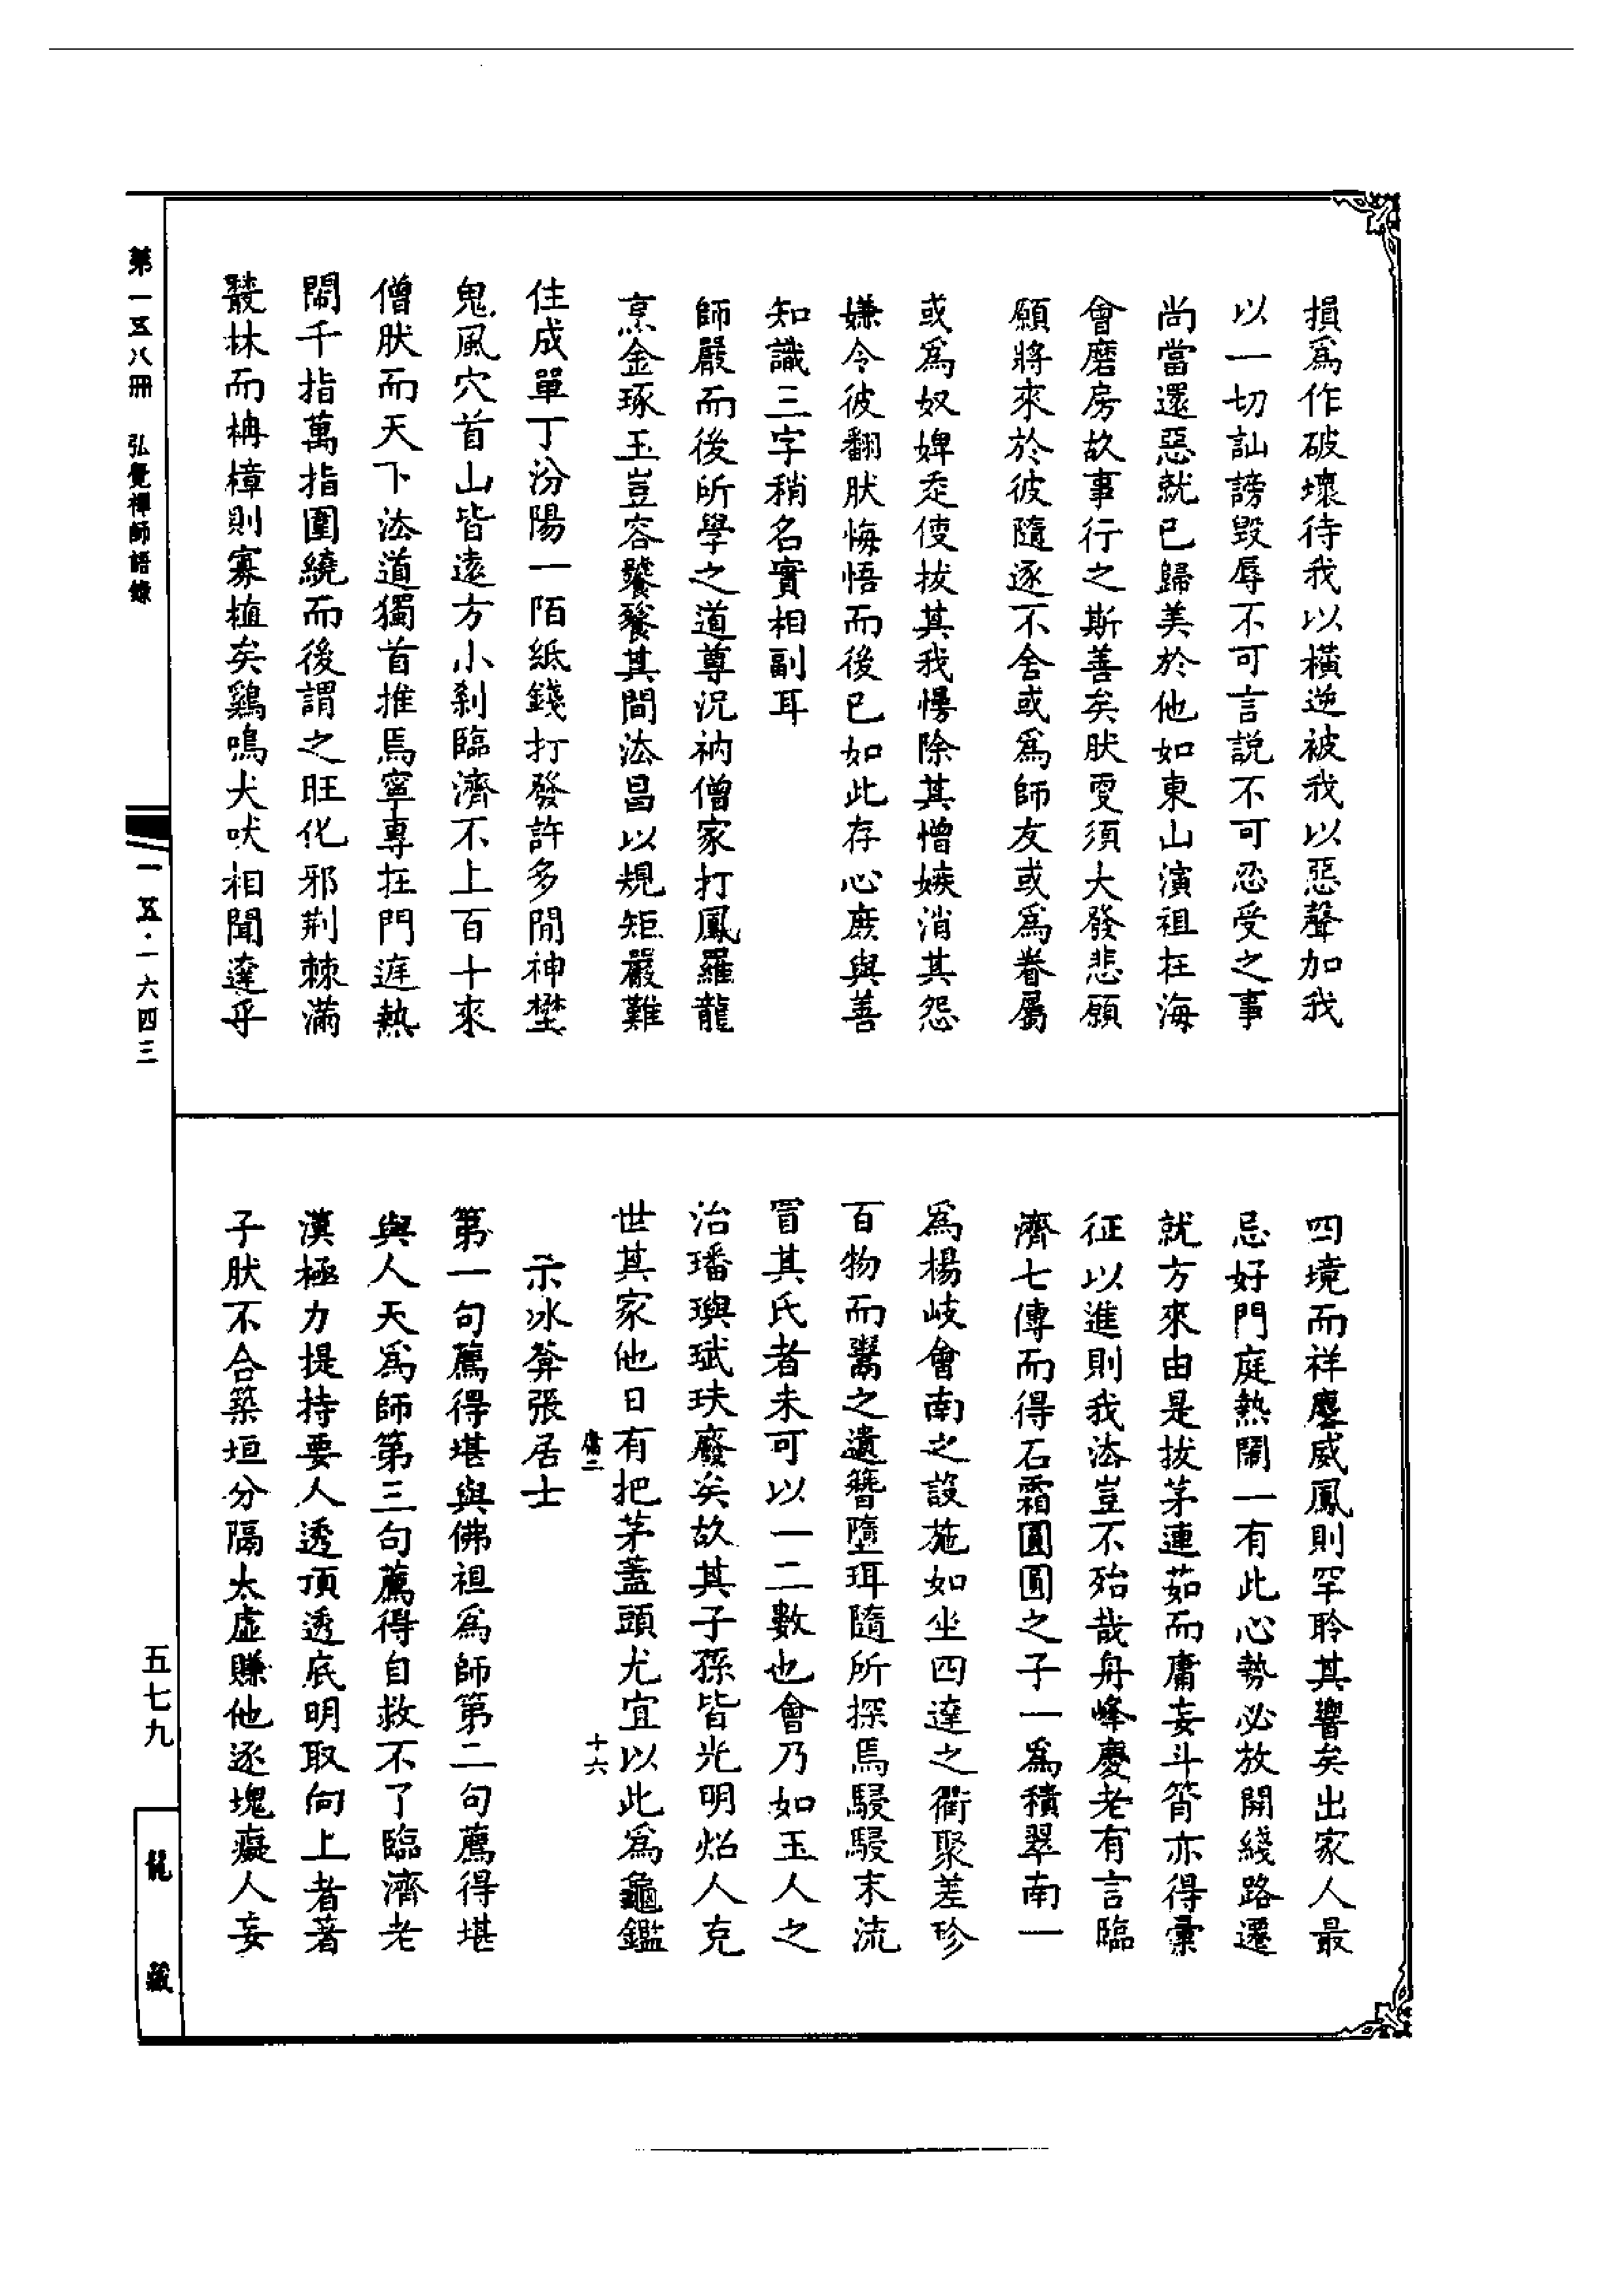 損爲作破壞待我以橫逆被我以惡聲加我
以一切訕謗毀辱不可言說不可忍受之事
尚當還惡就已歸美於他如東山演祖在海
會磨房故事行之斯善矣肰更須大發悲願
願將來於彼隨逐不舍或爲師友或爲眷屬
或爲奴婢走使拔其我慢除其憎嫉消其怨
嫌令彼翻肰悔悟而後已如此存心庶與善
知識三字稍名實相副耳
師嚴而後所學之道尊況衲僧家打鳳羅龍
烹金琢玉豈容饕餮其間法昌以規矩嚴難
住成單丁汾陽一陌紙錢打發許多閒神埜
鬼風穴首山皆遠方小剎臨濟不上百十來
僧肰而天下法道獨首推焉寧專在門庭熱
鬧千指萬指圍繞而後謂之旺化邪荆棘滿
叢林而柟樟則寡植矣鷄鳴犬吠相聞達乎
四境而祥麐威鳳則罕聆其響矣出家人最
忌好門庭熱鬧一有此心勢必放開綫路遷
就方來由是拔茅連茹而庸妄斗筲亦得彙
征以進則我法豈不殆哉舟峰慶老有言臨
濟七傳而得石霜圓圓之子一爲積翠南一
爲楊岐會南之設施如坐四達之衢聚差珍
百物而鬻之遺簪墮珥隨所探焉駸駸末流
冒其氏者未可以一二數也會乃如玉人之
治璠璵珷玞廢矣故其子孫皆光明炤人克
世其家他日有把茅蓋頭尤宜以此爲龜鑑
示冰弅張居士
第一句薦得堪與佛祖爲師第二句薦得堪
與人天爲師第三句薦得自救不了臨濟老
漢極力提持要人透頂透底明取向上者著
子肰不合築垣分隔太虛賺他逐塊癡人妄
庸二
十六
第一五八冊 弘覺禪師語錄
一五·一六四三
五七九
龍藏